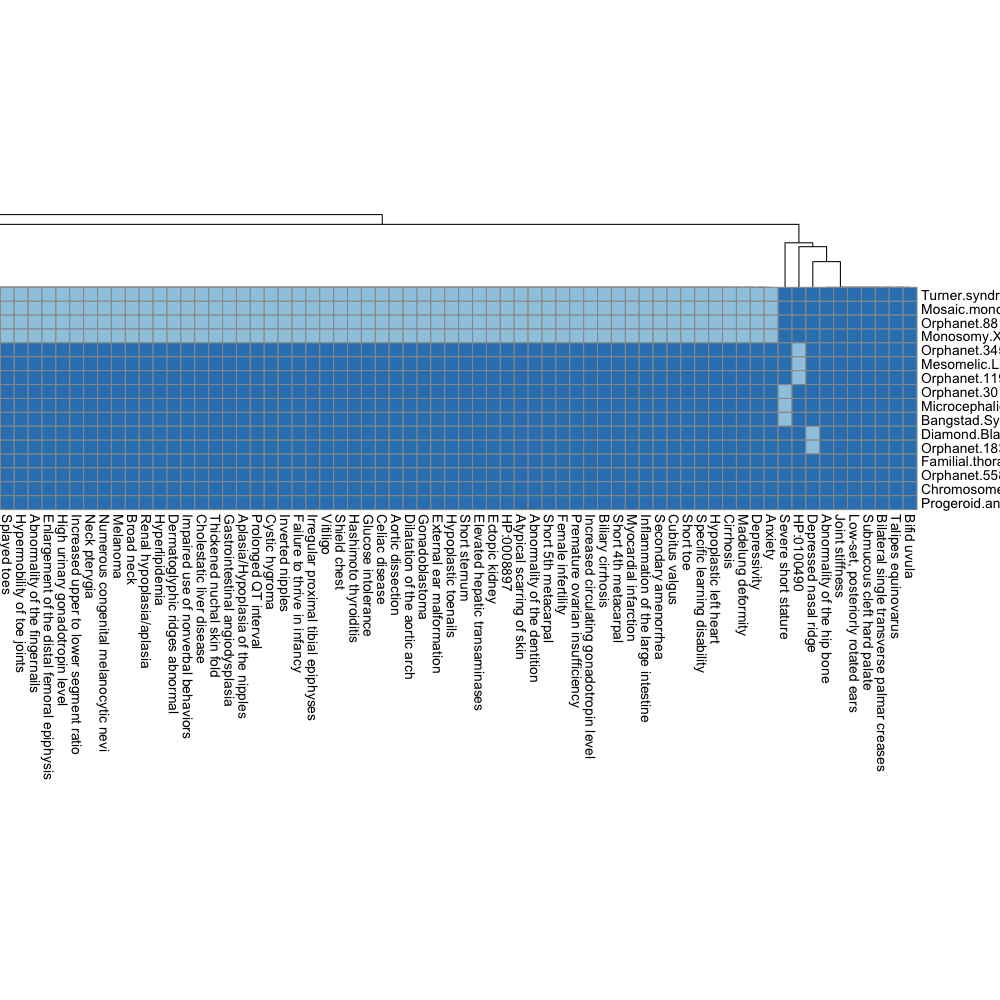 Turner.syndr
Mosaic.mono
Orphanet.881
Monosomy.X
Orphanet.345
Mesomelic.L
Orphanet.119
Orphanet.30
Microcephali
Bangstad.Sy
Diamond.Bla
Orphanet.183
Familial.thora
Orphanet.558
Chromosome
Progeroid.an
Splayed toes
Hypermobility of toe joints
Abnormality of the fingernails
Enlargement of the distal femoral epiphysis
High urinary gonadotropin level
Increased upper to lower segment ratio
Neck pterygia
Numerous congenital melanocytic nevi
Melanoma
Broad neck
Renal hypoplasia/aplasia
Hyperlipidemia
Dermatoglyphic ridges abnormal
Impaired use of nonverbal behaviors
Cholestatic liver disease
Thickened nuchal skin fold
Gastrointestinal angiodysplasia
Aplasia/Hypoplasia of the nipples
Prolonged QT interval
Cystic hygroma
Inverted nipples
Failure to thrive in infancy
Irregular proximal tibial epiphyses
Vitiligo
Shield chest
Hashimoto thyroiditis
Glucose intolerance
Celiac disease
Aortic dissection
Dilatation of the aortic arch
Gonadoblastoma
External ear malformation
Hypoplastic toenails
Short sternum
Elevated hepatic transaminases
Ectopic kidney
HP:0008897
Atypical scarring of skin
Abnormality of the dentition
Short 5th metacarpal
Female infertility
Premature ovarian insufficiency
Increased circulating gonadotropin level
Biliary cirrhosis
Short 4th metacarpal
Myocardial infarction
Inflammation of the large intestine
Secondary amenorrhea
Cubitus valgus
Short toe
Specific learning disability
Hypoplastic left heart
Cirrhosis
Madelung deformity
Depressivity
Anxiety
Severe short stature
HP:0100490
Depressed nasal ridge
Abnormality of the hip bone
Joint stiffness
Low-set, posteriorly rotated ears
Submucous cleft hard palate
Bilateral single transverse palmar creases
Talipes equinovarus
Bifid uvula